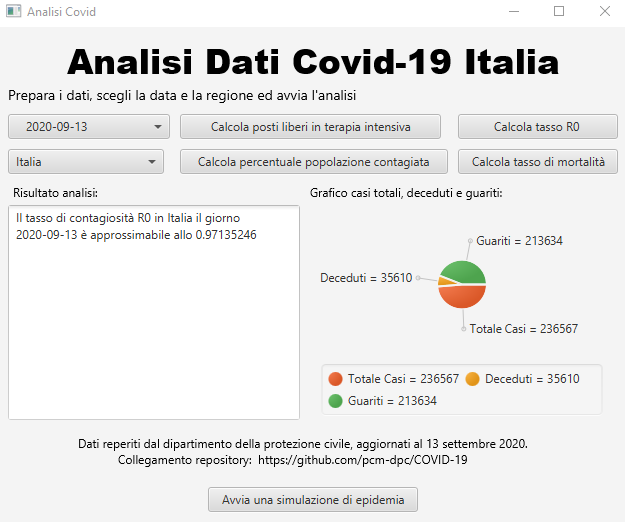 Analisi Covid
Analisi Dati Covid-19 Italia
Prepara i dati, scegli la data e la regione ed avvia l'analisi
2020-09-13
Calcola posti liberi in terapia intensiva
Calcola tasso R0
Italia
Calcola percentuale popolazione contagiata
Calcola tasso di mortalità
Risultato analisi:
Grafico casi totali, deceduti e guariti:
Il tasso di contagiosità R0 in Italia il giorno
2020-09-13 è approssimabile allo 0.97135246
Guariti = 213634
Deceduti = 35610
Totale Casi = 236567
Totale Casi = 236567
Deceduti = 35610
Guariti = 213634
Dati reperiti dal dipartimento della protezione civile, aggiornati al 13 settembre 2020.
Collegamento repository: https://github.com/pcm-dpc/COVID-19
Avvia una simulazione di epidemia